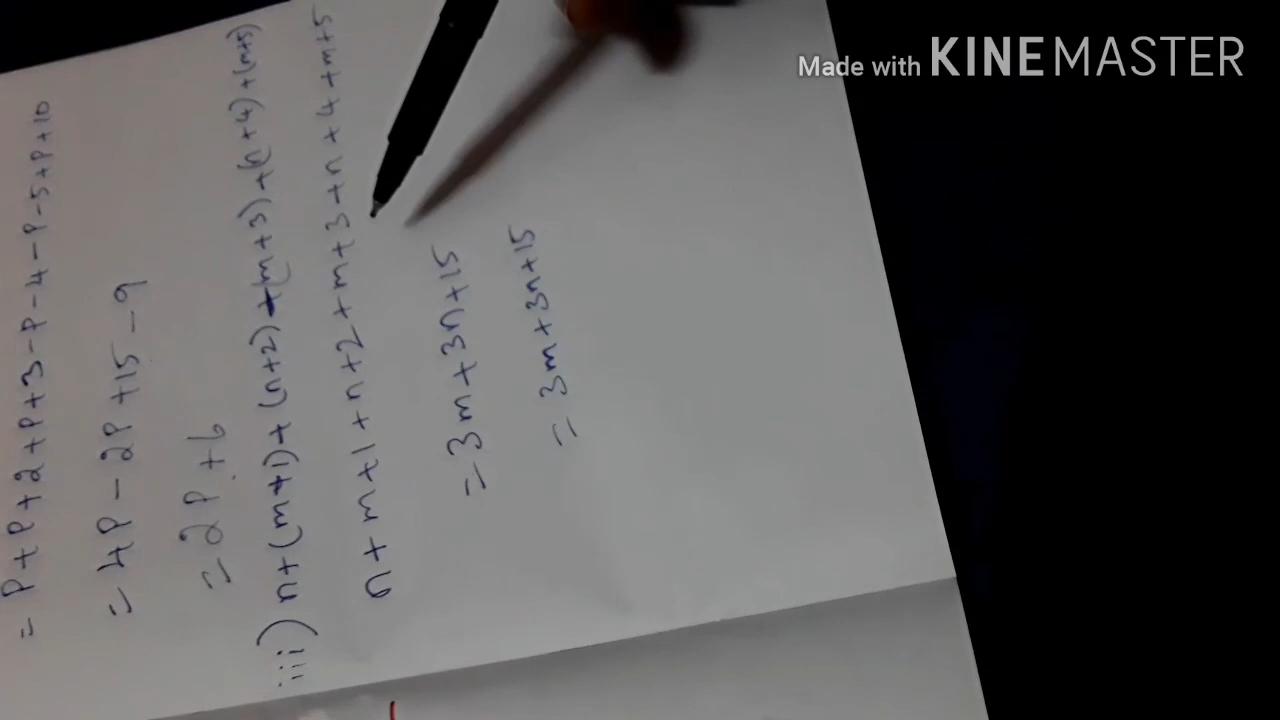 = P+P+2+P+3-P-4-P-5+P+10
= 4P-2P+15-9
= 2P+6
iii) n+(m+1)+(n+2)+(m+3)+(n+4)+(m+5)
n+m+1+n+2+m+3+n+4+m+5
= 3m+3n+15
= 3m+3n+15
Made with KINEMASTER